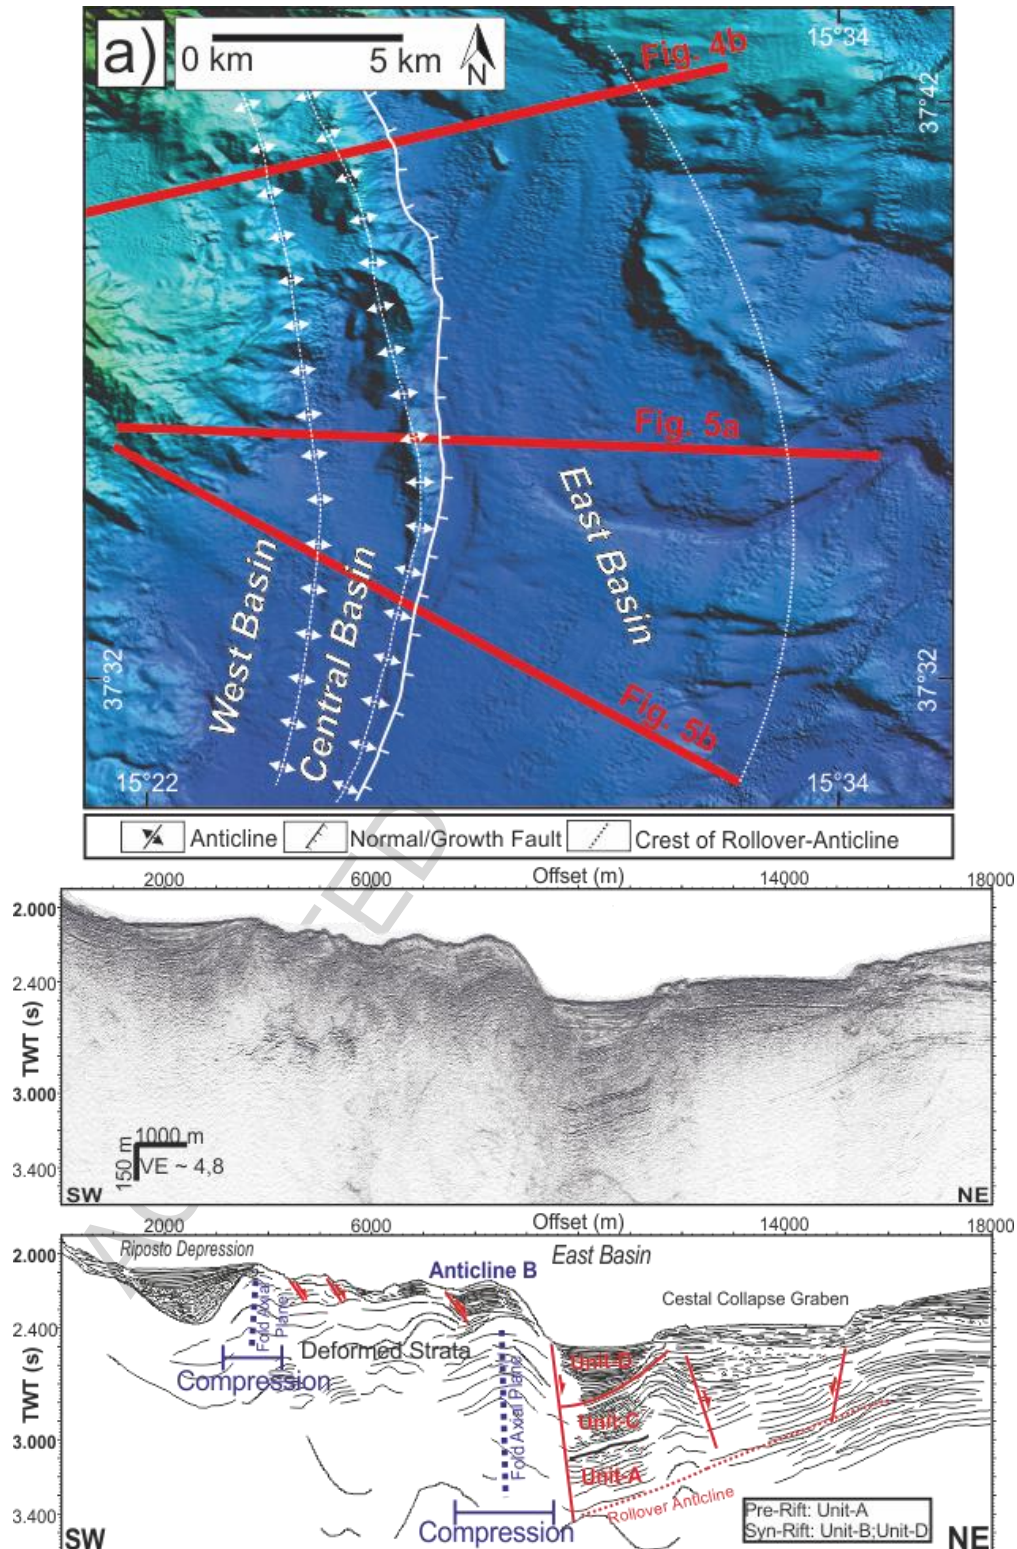 a)
0 km 5 km
N
15°34
Fig. 4b
37°42
Fig. 5a
East Basin
West Basin
Central Basin
37°32
37°32
Fig. 5b
15°22
15°34
Anticline Normal/Growth Fault Crest of Rollover-Anticline
ACCEPTED
2000 6000 Offset (m) 14000 18000
2.000
2.400
TWT (s)
3.000
3.400
1000 m
150 m
VE ~ 4,8
SW NE
2000 6000 Offset (m) 14000 18000
2.000
2.400
TWT (s)
3.000
3.400
Riposto Depression
East Basin
Anticline B
Cestal Collapse Graben
Fold Axial
Plane
Deformed Strata
Compression
Unit-D
Unit-C
Unit-A
Fold Axial Plane
Rollover Anticline
Compression
Pre-Rift: Unit-A
Syn-Rift: Unit-B;Unit-D
SW NE